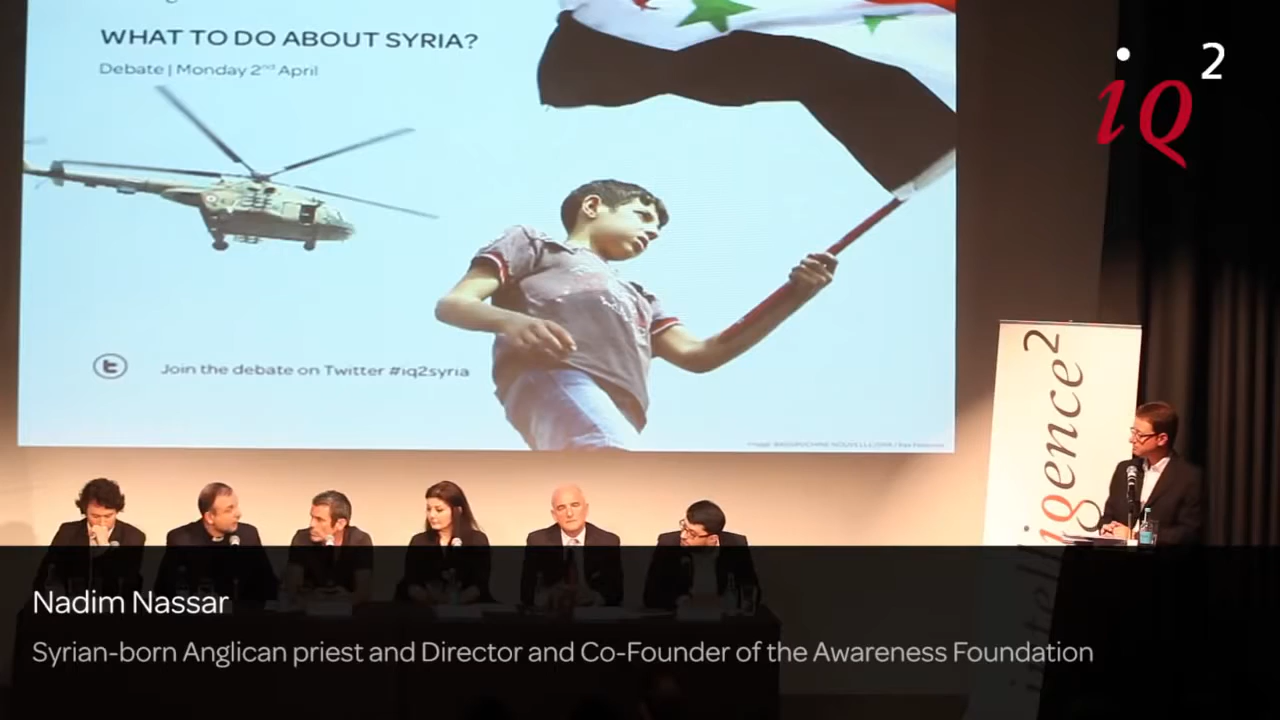 WHAT TO DO ABOUT SYRIA?
Debate | Monday 2nd April
iQ2
t Join the debate on Twitter #iq2syria
intelligence2
Nadim Nassar
Syrian-born Anglican priest and Director and Co-Founder of the Awareness Foundation